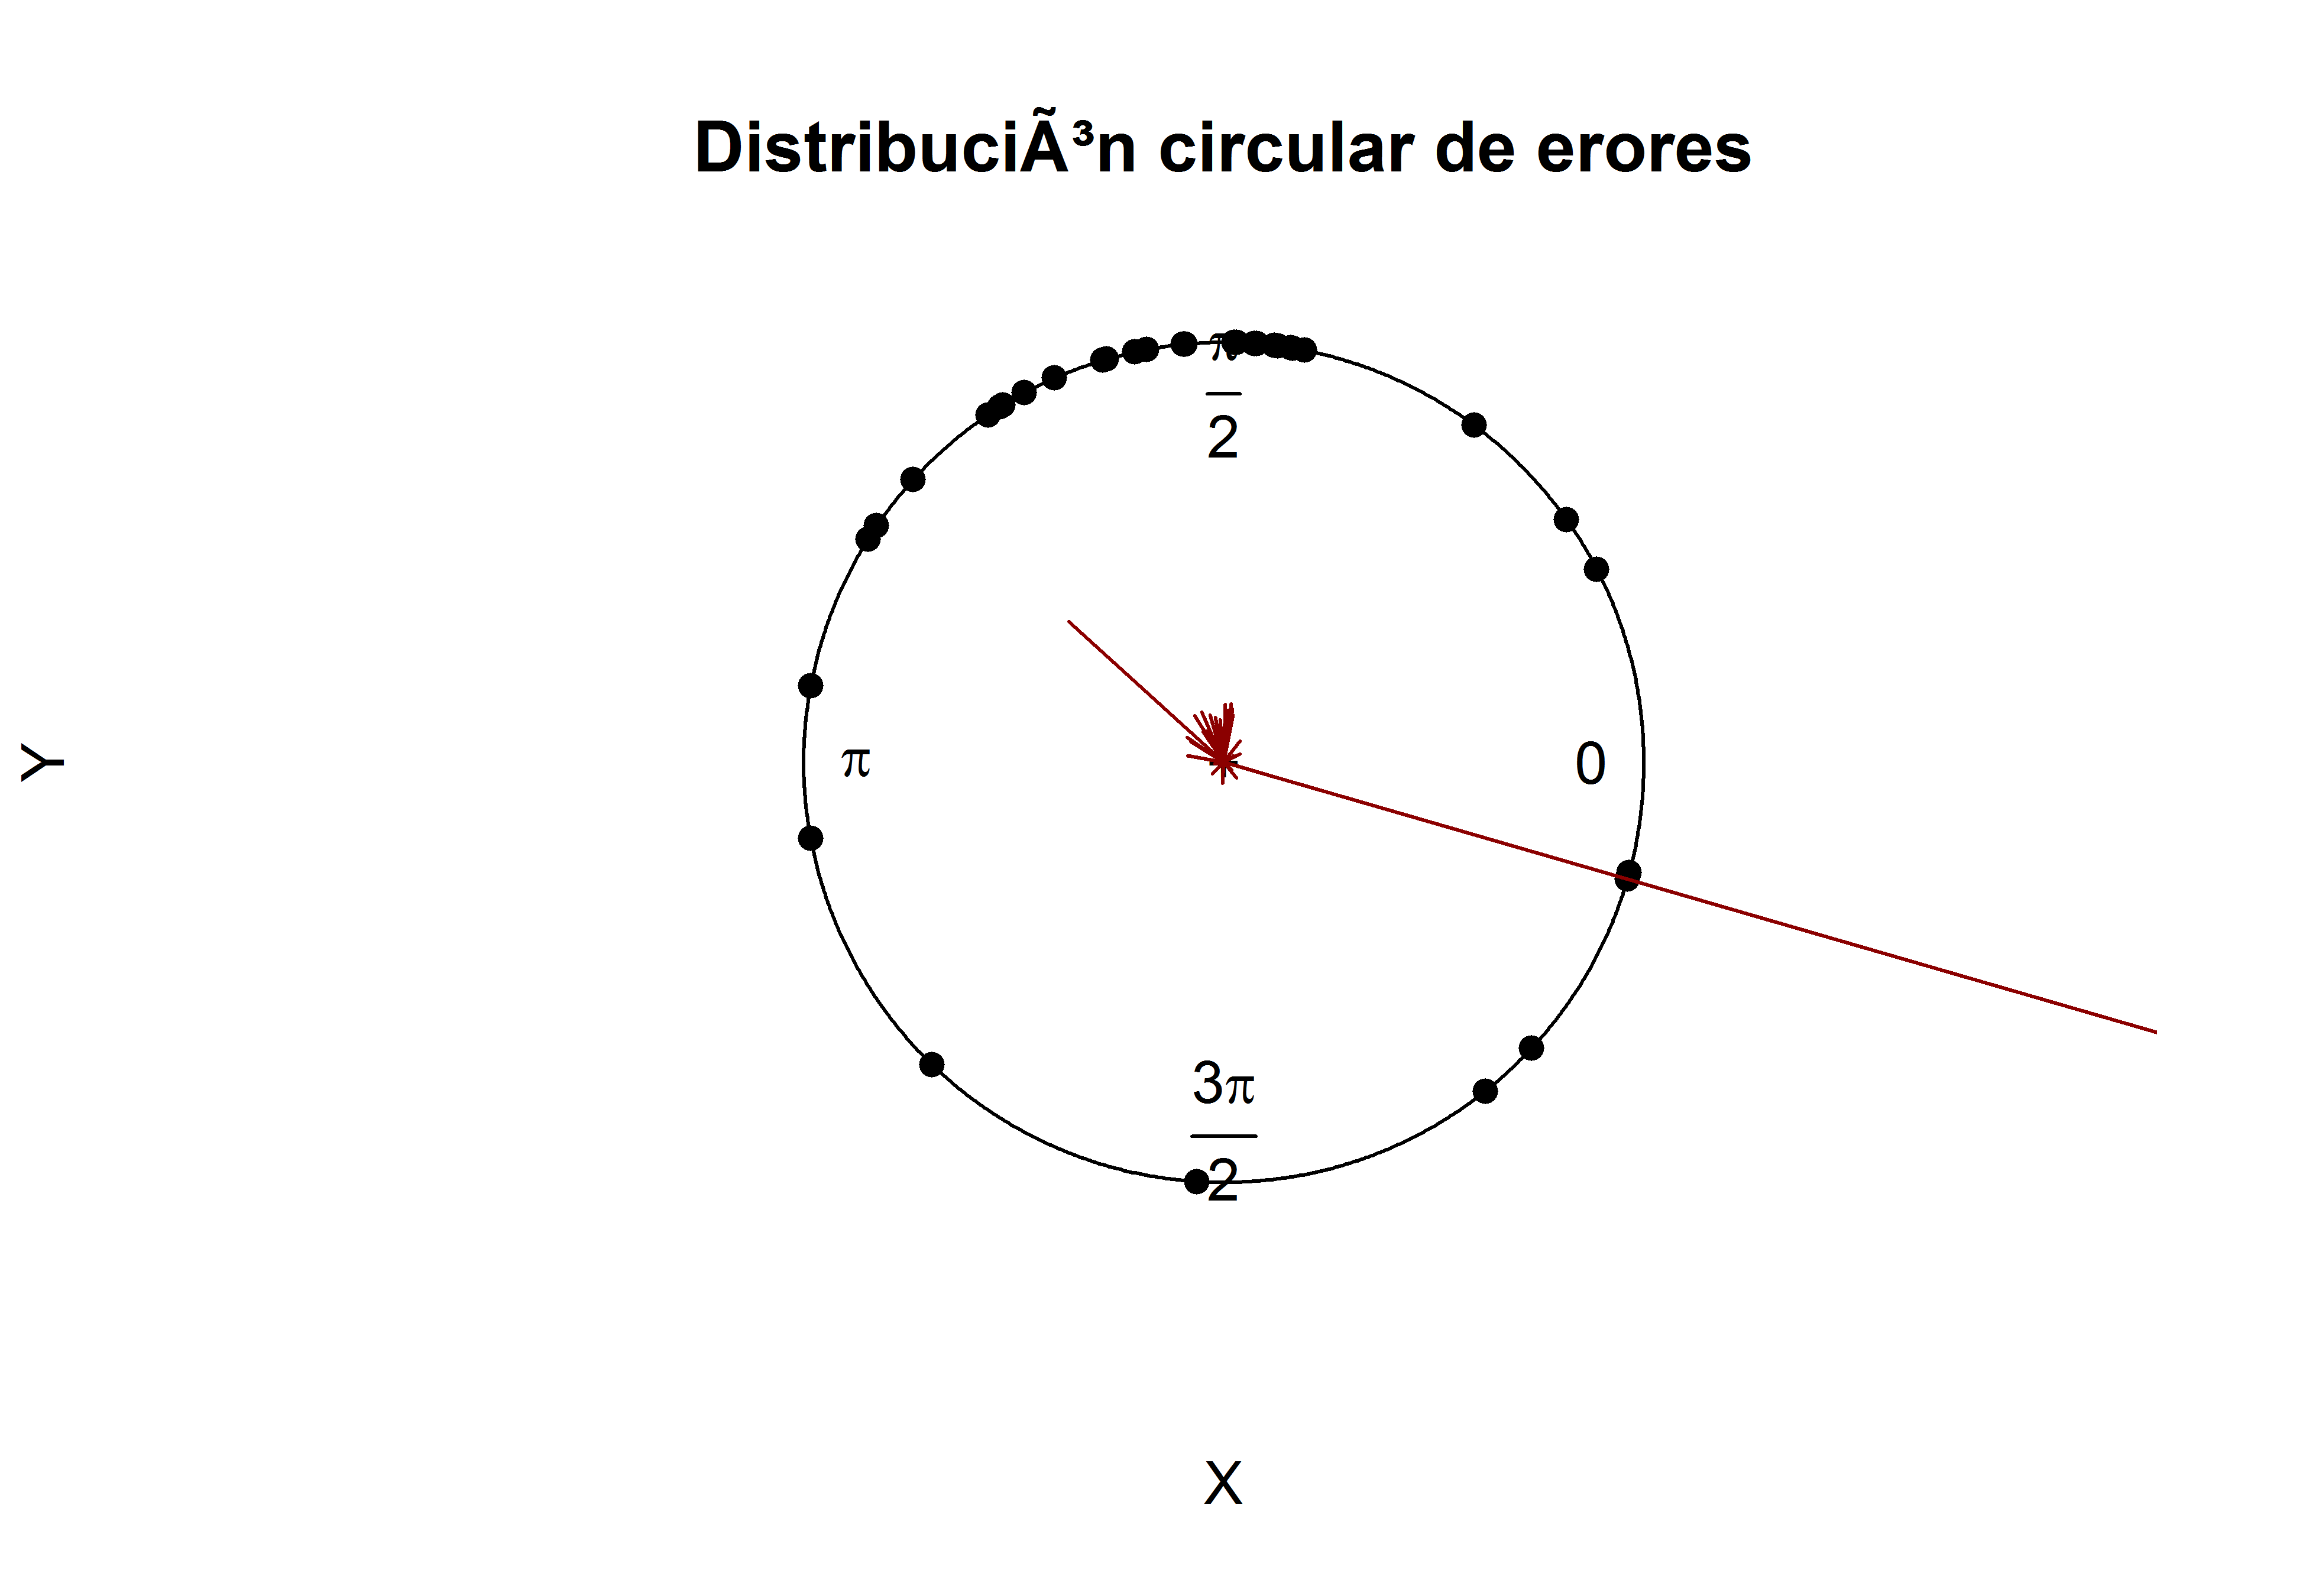 DistribuciÃ³n circular de erores
π
2
Y
π
0
3π
2
X